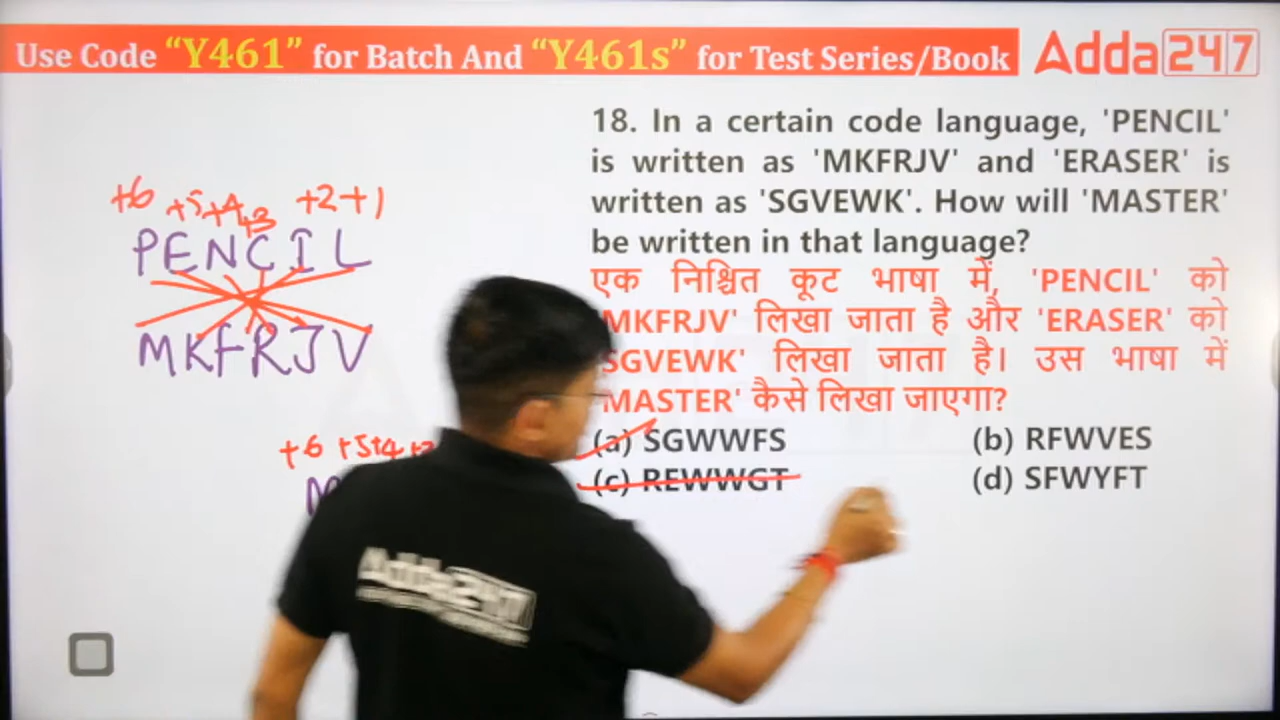 Use Code “Y461” for Batch And “Y461s” for Test Series/Book
Adda247
18. In a certain code language, 'PENCIL'
is written as 'MKFRJV' and 'ERASER' is
written as 'SGVEWK'. How will 'MASTER'
be written in that language?
एक निश्चित कूट भाषा में, 'PENCIL' को
MKFRJV' लिखा जाता है और 'ERASER' को
SGVEWK' लिखा जाता है। उस भाषा में
MASTER' कैसे लिखा जाएगा?
(a) SGWWFS
(b) RFWVES
(c) REWWGT
(d) SFWYFT
+6 +5+4+3 +2+1
PENCIL
MKFRJV
+6 +5+4
M
Adda247